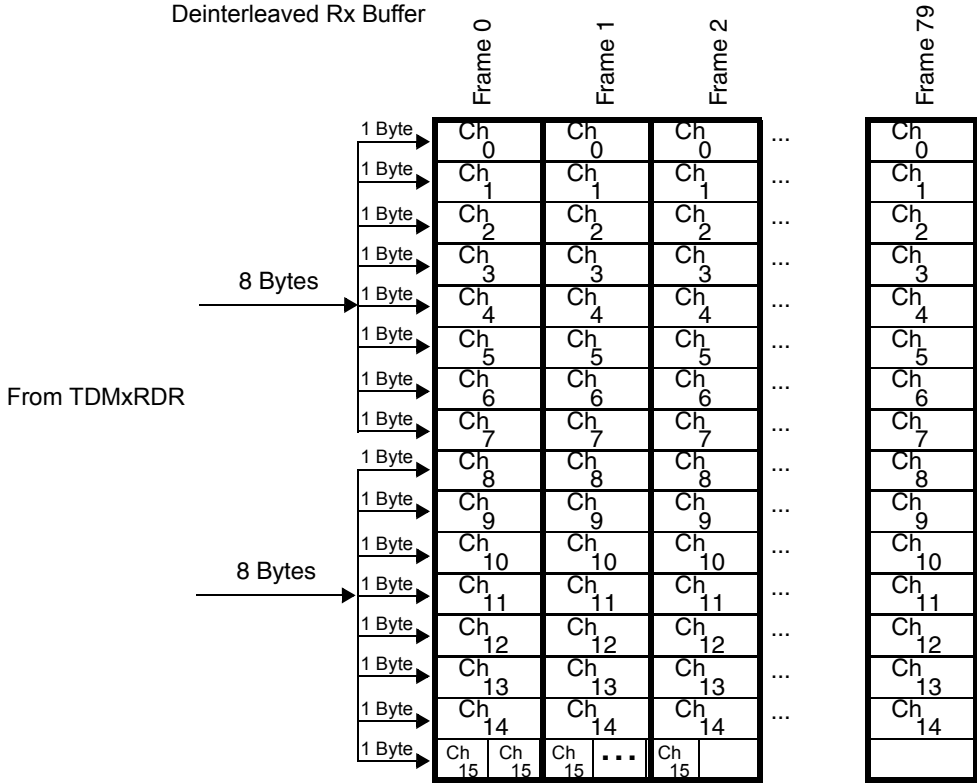 Deinterleaved Rx Buffer
Frame 0
Frame 1
Frame 2
Frame 79
1 Byte Ch 0 Ch 0 Ch 0 ... Ch 0
1 Byte Ch 1 Ch 1 Ch 1 ... Ch 1
1 Byte Ch 2 Ch 2 Ch 2 ... Ch 2
1 Byte Ch 3 Ch 3 Ch 3 ... Ch 3
8 Bytes
1 Byte Ch 4 Ch 4 Ch 4 ... Ch 4
1 Byte Ch 5 Ch 5 Ch 5 ... Ch 5
1 Byte Ch 6 Ch 6 Ch 6 ... Ch 6
From TDMxRDR
1 Byte Ch 7 Ch 7 Ch 7 ... Ch 7
1 Byte Ch 8 Ch 8 Ch 8 ... Ch 8
1 Byte Ch 9 Ch 9 Ch 9 ... Ch 9
1 Byte Ch 10 Ch 10 Ch 10 ... Ch 10
8 Bytes
1 Byte Ch 11 Ch 11 Ch 11 ... Ch 11
1 Byte Ch 12 Ch 12 Ch 12 ... Ch 12
1 Byte Ch 13 Ch 13 Ch 13 ... Ch 13
1 Byte Ch 14 Ch 14 Ch 14 ... Ch 14
1 Byte Ch 15 Ch 15 Ch 15 ... Ch 15